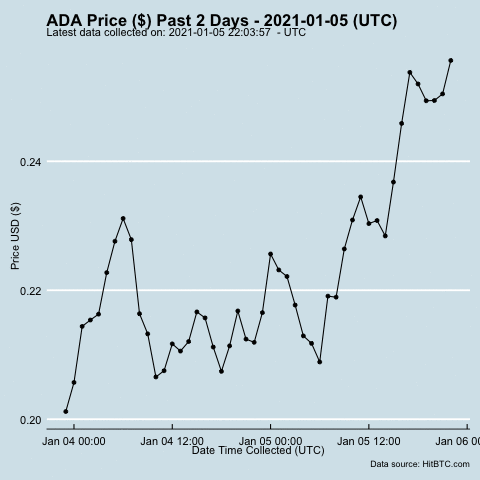 ADA Price ($) Past 2 Days - 2021-01-05 (UTC)
Latest data collected on: 2021-01-05 22:03:57  - UTC
0.24
0.22
0.20
Price USD ($)
Jan 04 00:00 Jan 04 12:00 Jan 05 00:00 Jan 05 12:00 Jan 06 0
Date Time Collected (UTC)
Data source: HitBTC.com